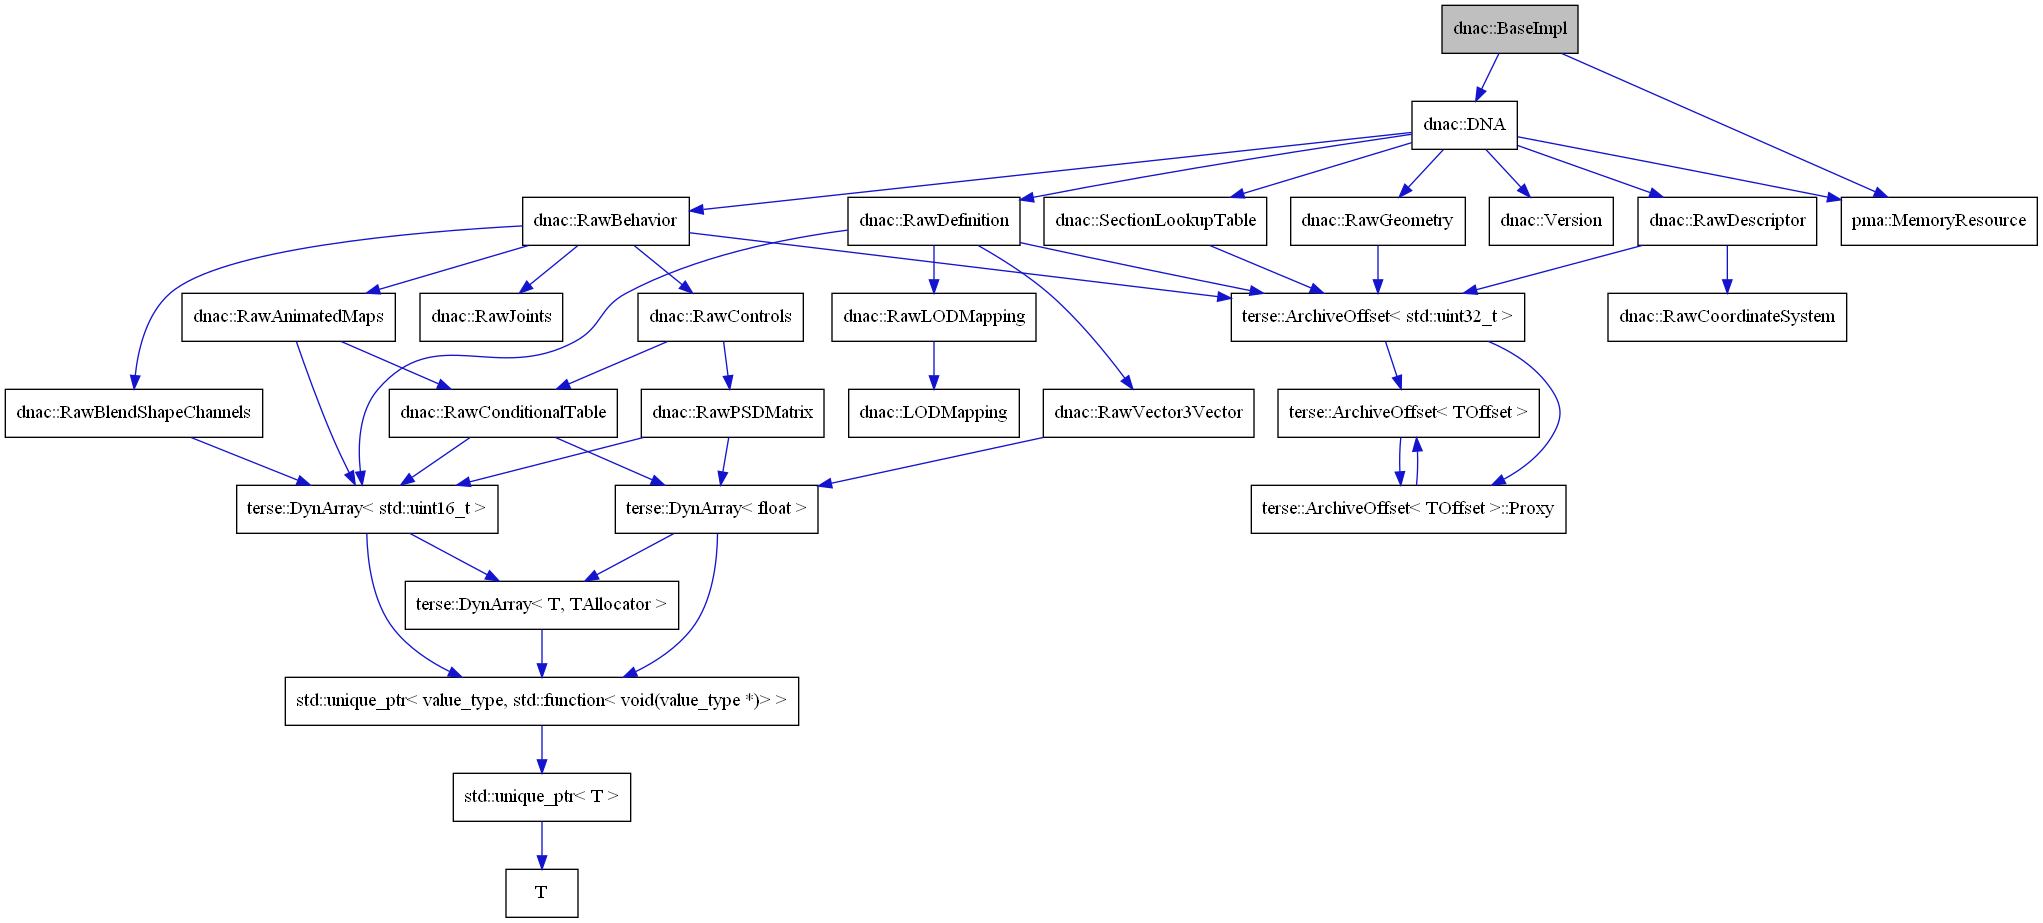 dnac::BaseImpl
dnac::DNA
dnac::RawBehavior
dnac::RawDefinition
dnac::SectionLookupTable
dnac::RawGeometry
dnac::Version
dnac::RawDescriptor
pma::MemoryResource
dnac::RawAnimatedMaps
dnac::RawJoints
dnac::RawControls
dnac::RawLODMapping
terse::ArchiveOffset< std::uint32_t >
dnac::RawCoordinateSystem
dnac::RawBlendShapeChannels
dnac::RawConditionalTable
dnac::RawPSDMatrix
dnac::LODMapping
dnac::RawVector3Vector
terse::ArchiveOffset< TOffset >
terse::DynArray< std::uint16_t >
terse::DynArray< float >
terse::ArchiveOffset< TOffset >::Proxy
terse::DynArray< T, TAllocator >
std::unique_ptr< value_type, std::function< void(value_type *)> >
std::unique_ptr< T >
T